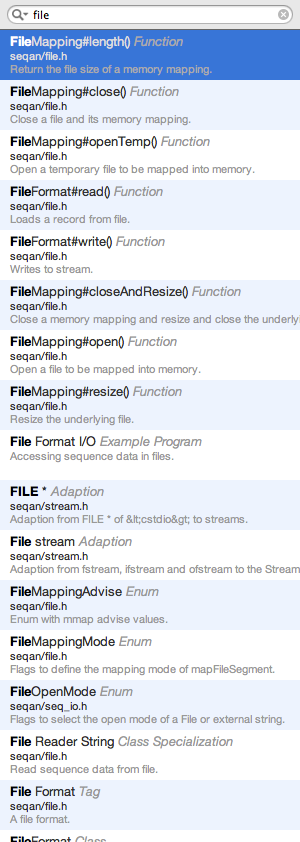 file
FileMapping#length() Function
seqan/file.h
Return the file size of a memory mapping.
FileMapping#close() Function
seqan/file.h
Close a file and its memory mapping.
FileMapping#openTemp() Function
seqan/file.h
Open a temporary file to be mapped into memory.
FileFormat#read() Function
seqan/file.h
Loads a record from file.
FileFormat#write() Function
seqan/file.h
Writes to stream.
FileMapping#closeAndResize() Function
seqan/file.h
Close a memory mapping and resize and close the underly
FileMapping#open() Function
seqan/file.h
Open a file to be mapped into memory.
FileMapping#resize() Function
seqan/file.h
Resize the underlying file.
File Format I/O Example Program
Accessing sequence data in files.
FILE * Adaption
seqan/stream.h
Adaption from FILE * of &lt;cstdio&gt; to streams.
File stream Adaption
seqan/stream.h
Adaption from fstream, ifstream and ofstream to the Stream
FileMappingAdvise Enum
seqan/file.h
Enum with mmap advise values.
FileMappingMode Enum
seqan/file.h
Flags to define the mapping mode of mapFileSegment.
FileOpenMode Enum
seqan/seq_io.h
Flags to select the open mode of a File or external string.
File Reader String Class Specialization
seqan/file.h
Read sequence data from file.
File Format Tag
seqan/file.h
A file format.
FileFormat Class